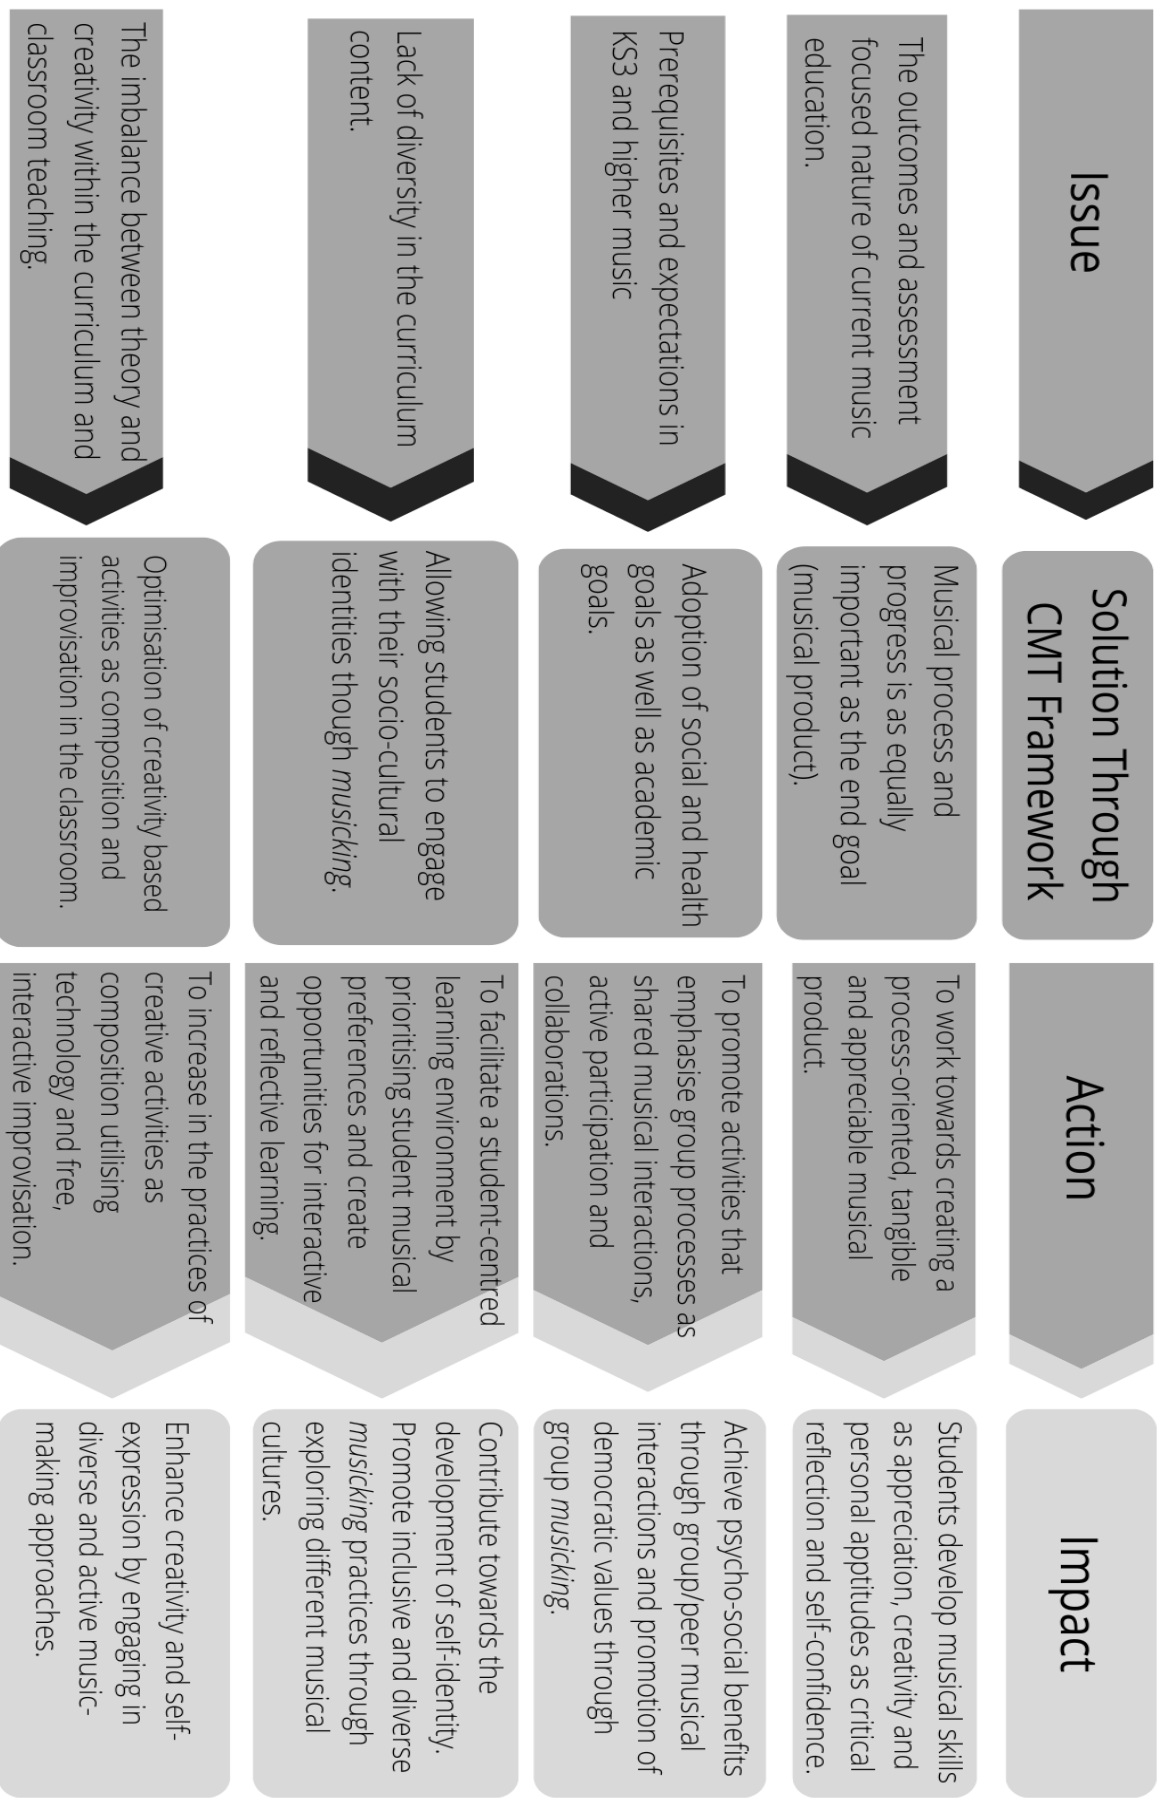 Issue
Solution Through
CMT Framework
Action
Impact
The outcomes and assessment
focused nature of current music
education.
Musical process and
progress is as equally
important as the end goal
(musical product).
To work towards creating a
process-oriented, tangible
and appreciable musical
product.
Students develop musical skills
as appreciation, creativity and
personal apptitudes as critical
reflection and self-confidence.
Prerequisites and expectations in
KS3 and higher music
Adoption of social and health
goals as well as academic
goals.
To promote activities that
emphasise group processes as
shared musical interactions,
active participation and
collaborations.
Achieve psycho-social benefits
through group/peer musical
interactions and promotion of
democratic values through
group musicking.
Lack of diversity in the curriculum
content.
Allowing students to engage
with their socio-cultural
identities though musicking.
To facilitate a student-centred
learning environment by
prioritising student musical
preferences and create
opportunities for interactive
and reflective learning.
Contribute towards the
development of self-identity.
Promote inclusive and diverse
musicking practices through
exploring different musical
cultures.
The imbalance between theory and
creativity within the curriculum and
classroom teaching.
Optimisation of creativity based
activities as composition and
improvisation in the classroom.
To increase in the practices of
creative activities as
composition utilising
technology and free,
interactive improvisation.
Enhance creativity and self-
expression by engaging in
diverse and active music-
making approaches.